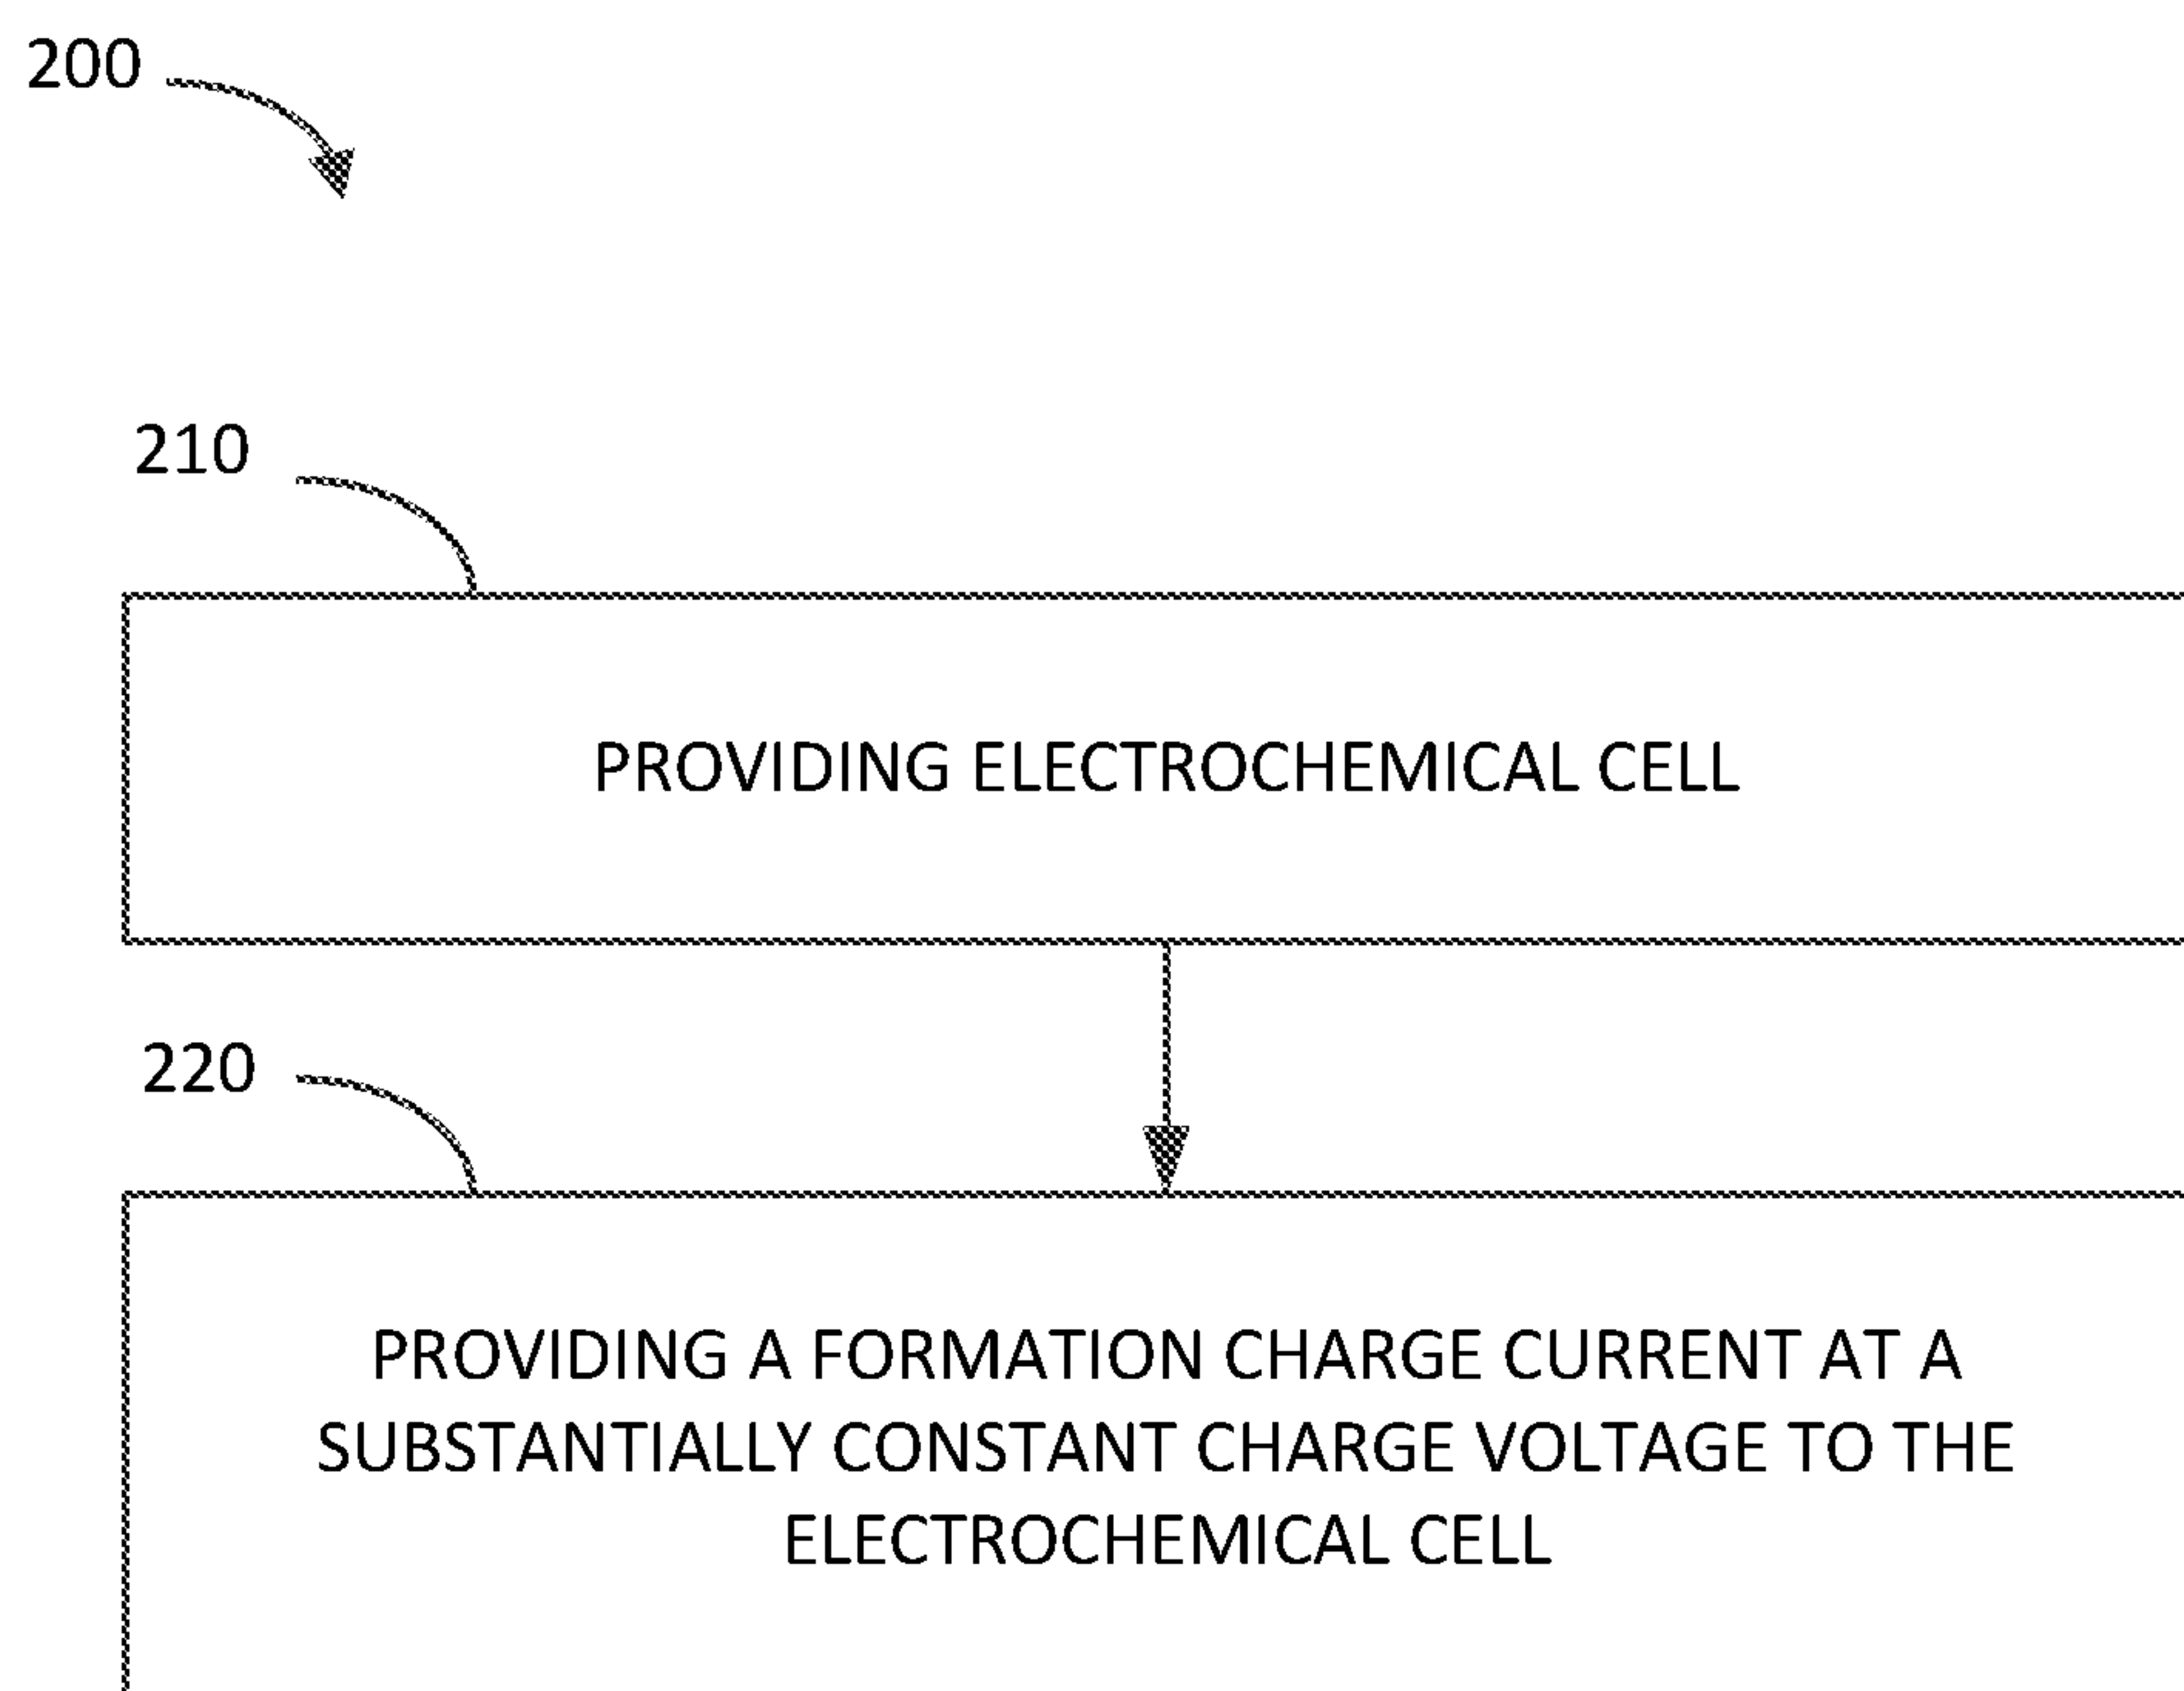 200
210
PROVIDING ELECTROCHEMICAL CELL
220
PROVIDING A FORMATION CHARGE CURRENT AT A
SUBSTANTIALLY CONSTANT CHARGE VOLTAGE TO THE
ELECTROCHEMICAL CELL